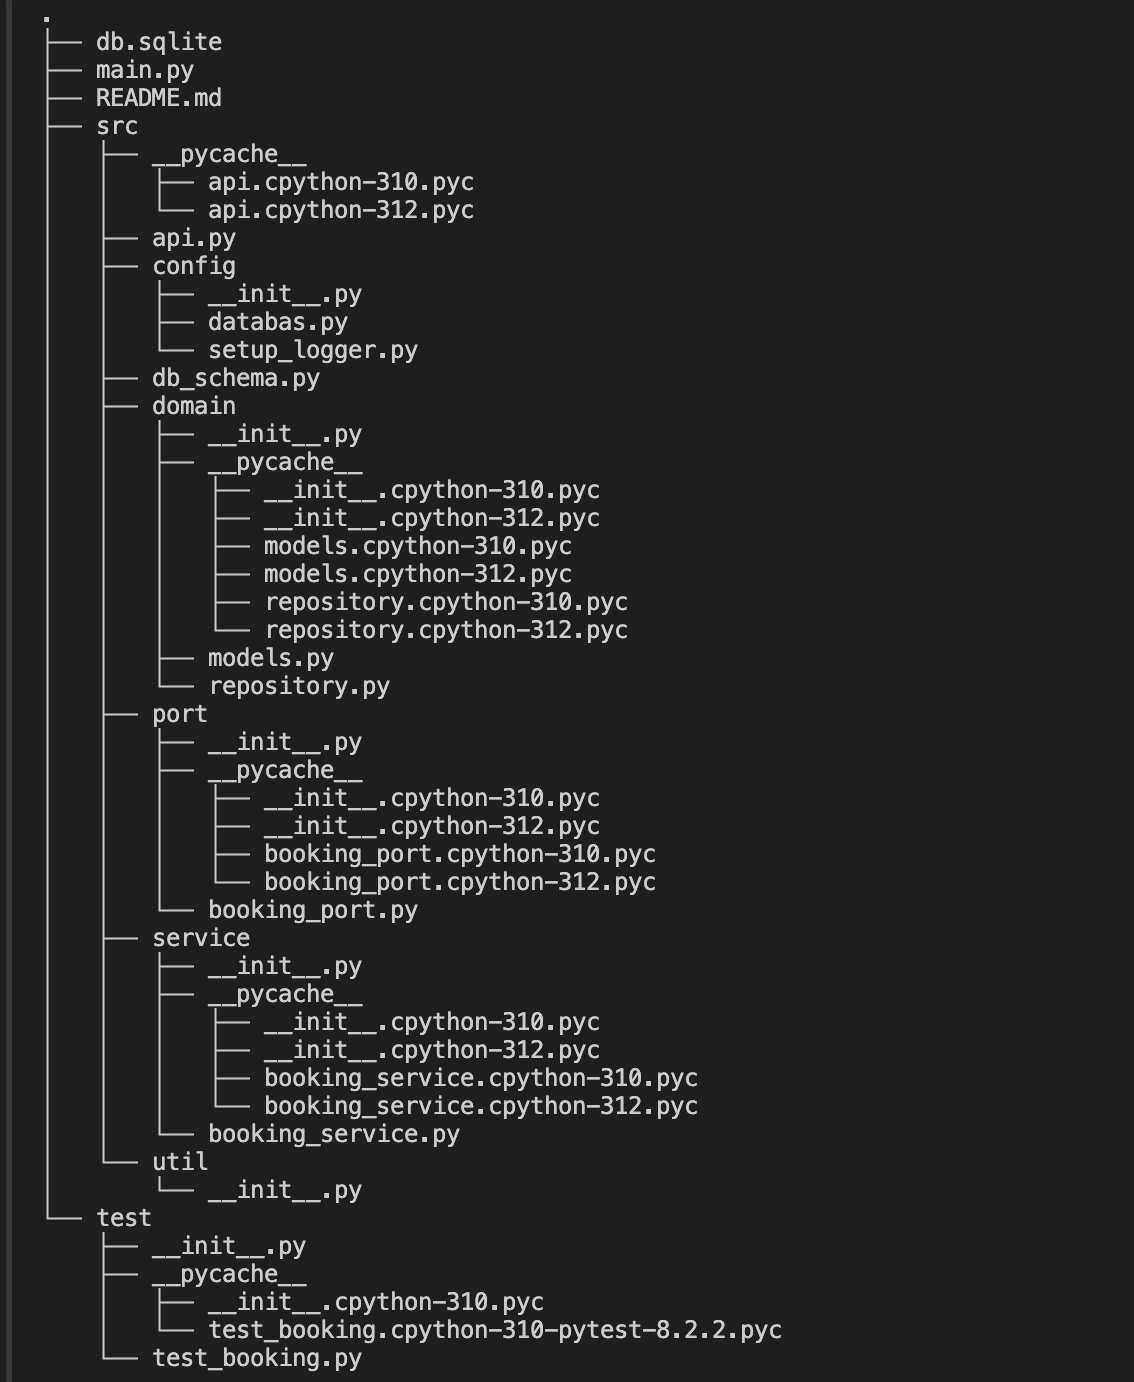 .
├── db.sqlite
├── main.py
├── README.md
├── src
│   ├── __pycache__
│   │   ├── api.cpython-310.pyc
│   │   └── api.cpython-312.pyc
│   ├── api.py
│   ├── config
│   │   ├── __init__.py
│   │   ├── databas.py
│   │   └── setup_logger.py
│   ├── db_schema.py
│   ├── domain
│   │   ├── __init__.py
│   │   ├── __pycache__
│   │   │   ├── __init__.cpython-310.pyc
│   │   │   ├── __init__.cpython-312.pyc
│   │   │   ├── models.cpython-310.pyc
│   │   │   ├── models.cpython-312.pyc
│   │   │   ├── repository.cpython-310.pyc
│   │   │   └── repository.cpython-312.pyc
│   │   ├── models.py
│   │   └── repository.py
│   ├── port
│   │   ├── __init__.py
│   │   ├── __pycache__
│   │   │   ├── __init__.cpython-310.pyc
│   │   │   ├── __init__.cpython-312.pyc
│   │   │   ├── booking_port.cpython-310.pyc
│   │   │   └── booking_port.cpython-312.pyc
│   │   └── booking_port.py
│   ├── service
│   │   ├── __init__.py
│   │   ├── __pycache__
│   │   │   ├── __init__.cpython-310.pyc
│   │   │   ├── __init__.cpython-312.pyc
│   │   │   ├── booking_service.cpython-310.pyc
│   │   │   └── booking_service.cpython-312.pyc
│   │   └── booking_service.py
│   └── util
│       └── __init__.py
└── test
    ├── __init__.py
    ├── __pycache__
    │   ├── __init__.cpython-310.pyc
    │   └── test_booking.cpython-310-pytest-8.2.2.pyc
    └── test_booking.py